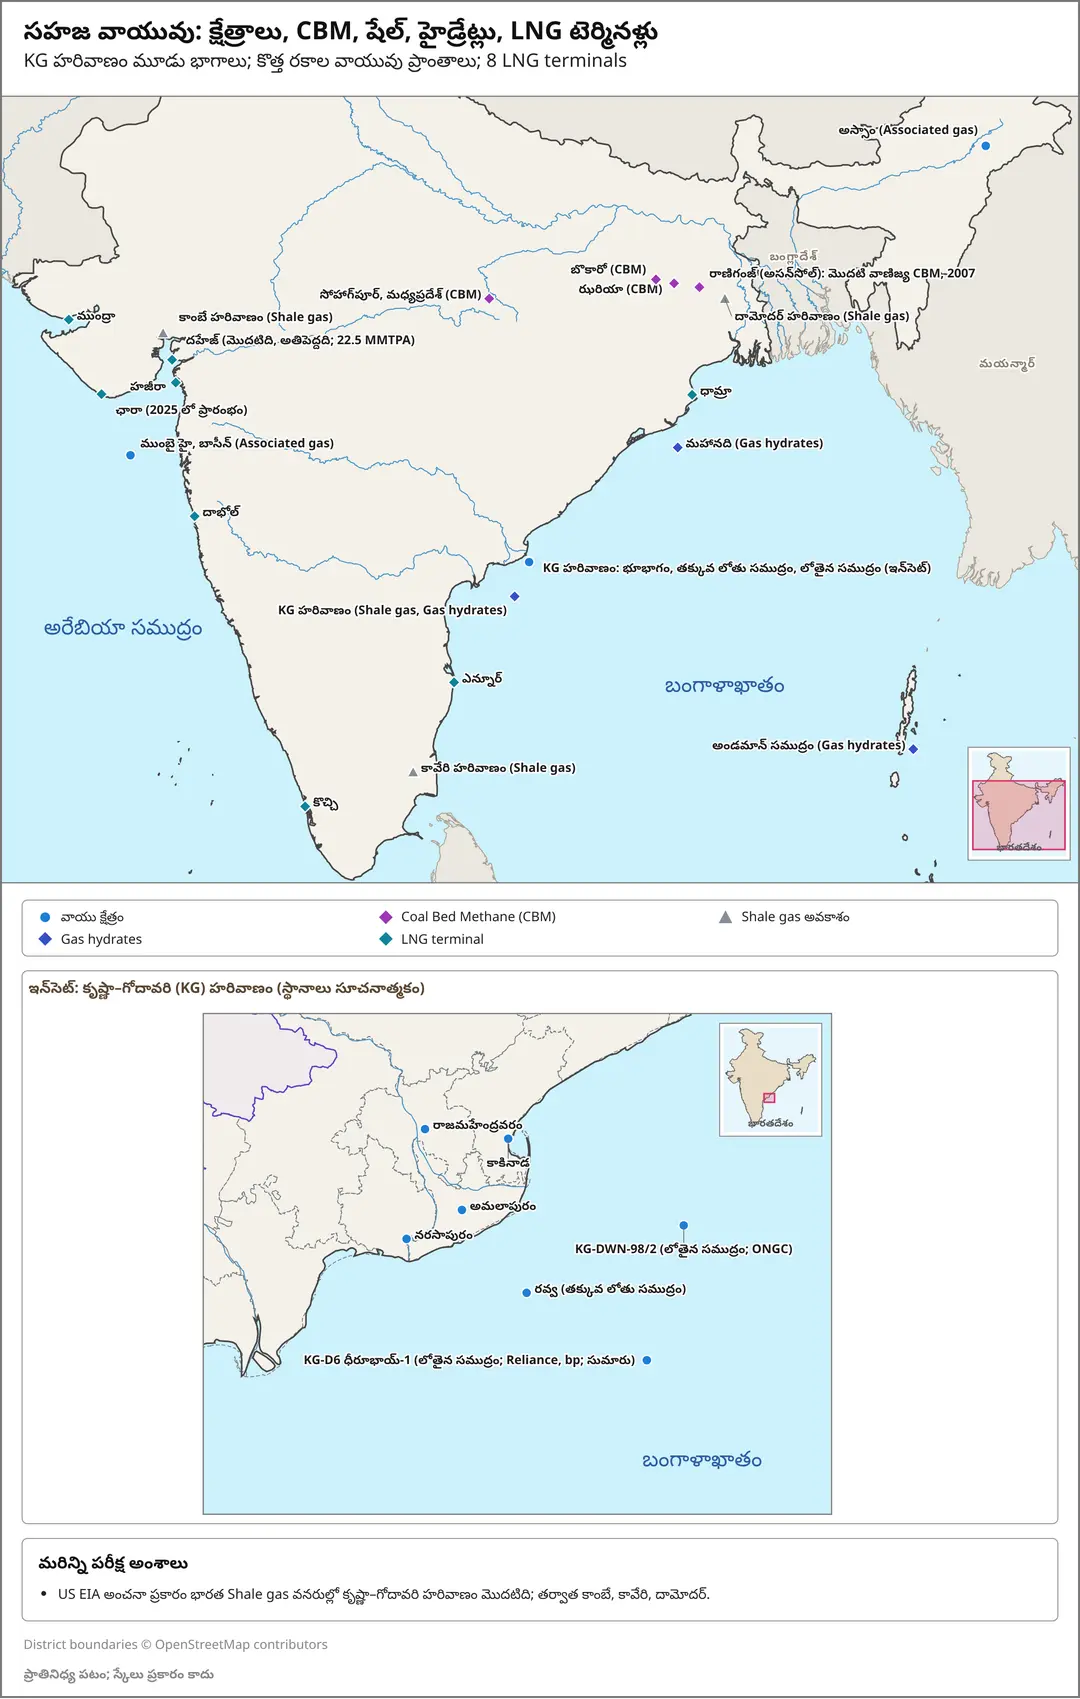 సహజ వాయువు: క్షేత్రాలు, CBM, షేల్, హైడ్రేట్లు, LNG టెర్మినళ్లు
KG హరివాణం మూడు భాగాలు; కొత్త రకాల వాయువు ప్రాంతాలు; 8 LNG terminals
అస్సాం (Associated gas)
బంగ్లాదేశ్
బొకారో (CBM)
రాణిగంజ్ (అసన్‌సోల్): మొదటి వాణిజ్య CBM, 2007
ఝరియా (CBM)
సోహాగ్‌పూర్, మధ్యప్రదేశ్ (CBM)
ముంద్రా
కాంబే హరివాణం (Shale gas)
దామోదర్ హరివాణం (Shale gas)
దహేజ్ (మొదటిది, అతిపెద్దది; 22.5 MMTPA)
మయన్మార్
హజీరా
ధామ్రా
ఛారా (2025 లో ప్రారంభం)
ముంబై హై, బాసీన్ (Associated gas)
మహానది (Gas hydrates)
దాభోల్
KG హరివాణం: భూభాగం, తక్కువ లోతు సముద్రం, లోతైన సముద్రం (ఇన్‌సెట్)
KG హరివాణం (Shale gas, Gas hydrates)
అరేబియా సముద్రం
ఎన్నూర్
బంగాళాఖాతం
అండమాన్ సముద్రం (Gas hydrates)
కావేరి హరివాణం (Shale gas)
కొచ్చి
భారతదేశం
వాయు క్షేత్రం
Coal Bed Methane (CBM)
Shale gas అవకాశం
Gas hydrates
LNG terminal
ఇన్‌సెట్: కృష్ణా–గోదావరి (KG) హరివాణం (స్థానాలు సూచనాత్మకం)
భారతదేశం
రాజమహేంద్రవరం
కాకినాడ
అమలాపురం
నరసాపురం
KG-DWN-98/2 (లోతైన సముద్రం; ONGC)
రవ్వ (తక్కువ లోతు సముద్రం)
KG-D6 ధీరూభాయ్-1 (లోతైన సముద్రం; Reliance, bp; సుమారు)
బంగాళాఖాతం
మరిన్ని పరీక్ష అంశాలు
• US EIA అంచనా ప్రకారం భారత Shale gas వనరుల్లో కృష్ణా–గోదావరి హరివాణం మొదటిది; తర్వాత కాంబే, కావేరి, దామోదర్.
District boundaries © OpenStreetMap contributors
ప్రాతినిధ్య పటం; స్కేలు ప్రకారం కాదు